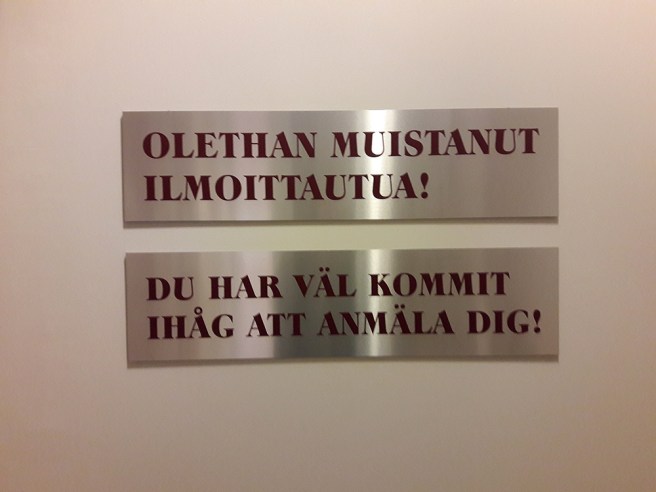 OLETHAN MUISTANUT
ILMOITTAUTUA!
DU HAR VÄL KOMMIT
IHÅG ATT ANMÄLA DIG!